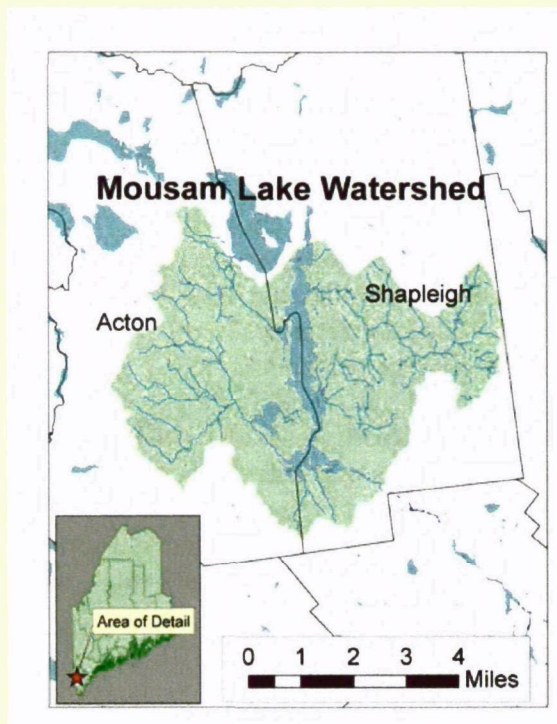 Mousam Lake Watershed
Shapleigh
Acton
Area of Detail
0 1 2 3 4
Miles